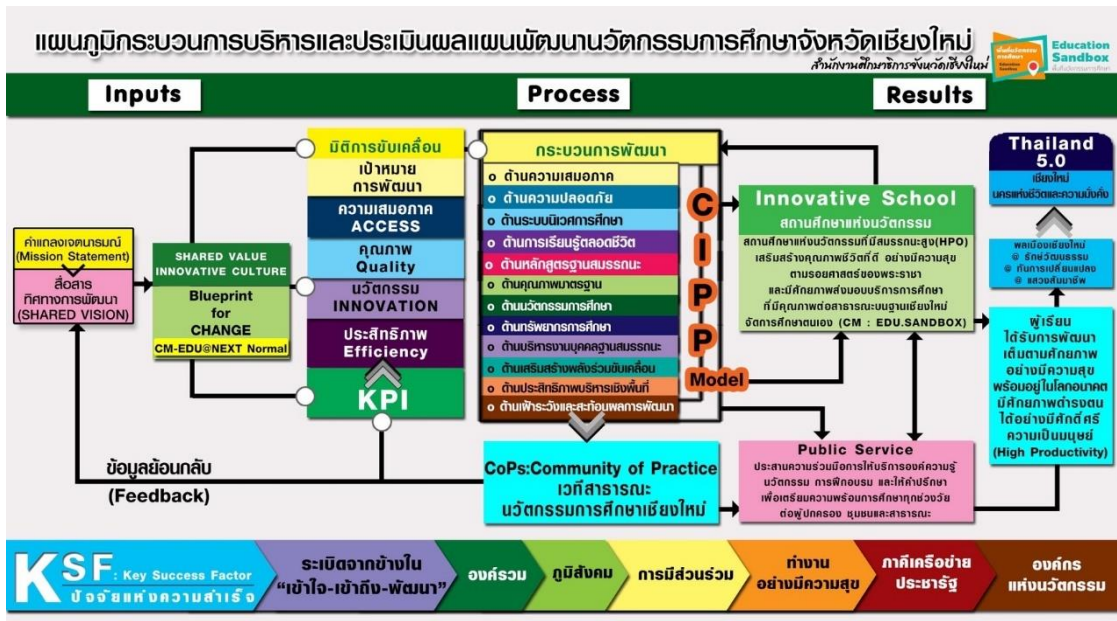 แผนภูมิกระบวนการบริหารและประเมินผลแผนพัฒนานวัตกรรมการศึกษาจังหวัดเชียงใหม่
สำนักงานศึกษาธิการจังหวัดเชียงใหม่
พื้นที่นวัตกรรม
การศึกษา
Education
Sandbox
Education
Sandbox
พื้นที่นวัตกรรมการศึกษา
Inputs
Process
Results
คำแถลงเจตนารมณ์
(Mission Statement)
สื่อสาร
ทิศทางการพัฒนา
(SHARED VISION)
SHARED VALUE
INNOVATIVE CULTURE
Blueprint
for
CHANGE
CM-EDU@NEXT Normal
มิติการขับเคลื่อน
เป้าหมาย
การพัฒนา
ความเสมอภาค
ACCESS
คุณภาพ
Quality
นวัตกรรม
INNOVATION
ประสิทธิภาพ
Efficiency
KPI
กระบวนการพัฒนา
o ด้านความเสมอภาค
o ด้านความปลอดภัย
o ด้านระบบนิเวศการศึกษา
o ด้านการเรียนรู้ตลอดชีวิต
o ด้านหลักสูตรฐานสมรรถนะ
o ด้านคุณภาพมาตรฐาน
o ด้านนวัตกรรมการศึกษา
o ด้านทรัพยากรการศึกษา
o ด้านบริหารงานบุคคลฐานสมรรถนะ
o ด้านเสริมสร้างพลังร่วมขับเคลื่อน
o ด้านประสิทธิภาพบริหารเชิงพื้นที่
o ด้านเฝ้าระวังและสะท้อนผลการพัฒนา
C
I
P
P
Model
CoPs:Community of Practice
เวทีสาธารณะ
นวัตกรรมการศึกษาเชียงใหม่
ข้อมูลย้อนกลับ
(Feedback)
Innovative School
สถานศึกษาแห่งนวัตกรรม
สถานศึกษาแห่งนวัตกรรมที่มีสมรรถนะสูง(HPO)
เสริมสร้างคุณภาพชีวิตที่ดี อย่างมีความสุข
ตามรอยศาสตร์ของพระราชา
และมีศักยภาพส่งมอบบริการการศึกษา
ที่มีคุณภาพต่อสาธาระบนฐานเชียงใหม่
จัดการศึกษาตนเอง (CM : EDU.SANDBOX)
Public Service
ประสานความร่วมมือการให้บริการองค์ความรู้
นวัตกรรม การฝึกอบรม และให้คำปรึกษา
เพื่อเตรียมความพร้อมการศึกษาทุกช่วงวัย
ต่อผู้ปกครอง ชุมชนและสาธาระ
Thailand
5.0
เชียงใหม่
นครแห่งชีวิตและความมั่งคั่ง
พลเมืองเชียงใหม่
@ รักษ์วัฒนธรรม
@ ทันการเปลี่ยนแปลง
@ แสวงสัมมาชีพ
ผู้เรียน
ได้รับการพัฒนา
เต็มตามศักยภาพ
อย่างมีความสุข
พร้อมอยู่ในโลกอนาคต
มีศักยภาพดำรงตน
ได้อย่างมีศักดิ์ศรี
ความเป็นมนุษย์
(High Productivity)
KSF: Key Success Factor
ปัจจัยแห่งความสำเร็จ
ระเบิดจากข้างใน
“เข้าใจ-เข้าถึง-พัฒนา”
องค์รวม
ภูมิสังคม
การมีส่วนร่วม
ทำงาน
อย่างมีความสุข
ภาคีเครือข่าย
ประชารัฐ
องค์กร
แห่งนวัตกรรม